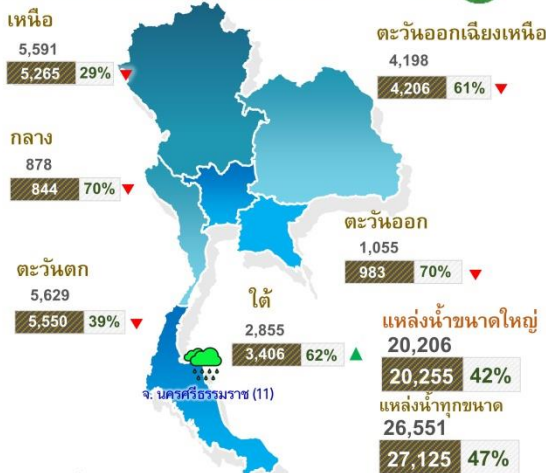 เหนือ
5,591
5,265 29%
ตะวันออกเฉียงเหนือ
4,198
4,206 61%
กลาง
878
844 70%
ตะวันออก
1,055
983 70%
ตะวันตก
5,629
5,550 39%
ใต้
2,855
3,406 62%
จ. นครศรีธรรมราช (11)
แหล่งน้ำขนาดใหญ่
20,206
20,255 42%
แหล่งน้ำทุกขนาด
26,551
27,125 47%